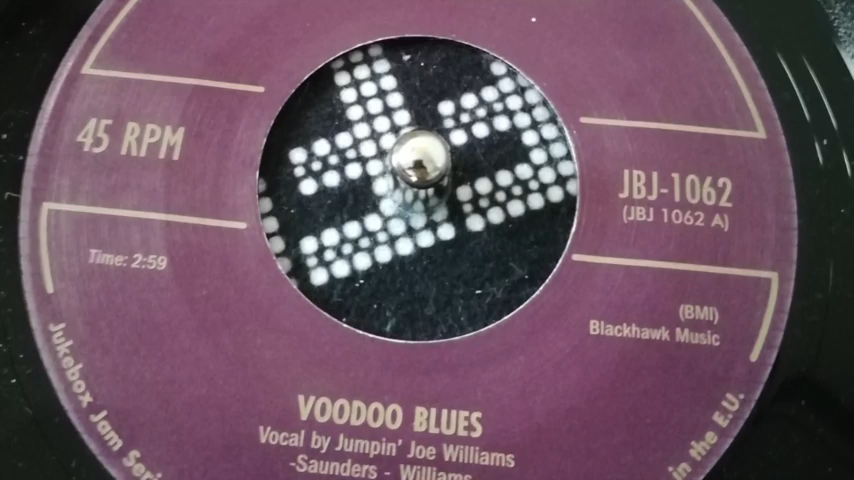 45 RPM
JBJ-1062
(JBJ 1062 A)
Time: 2:59
(BMI)
Blackhawk Music
VOODOO BLUES
Vocal by Jumpin' Joe Williams
-Saunders - Williams
Jukebox Jam
in the E.U.